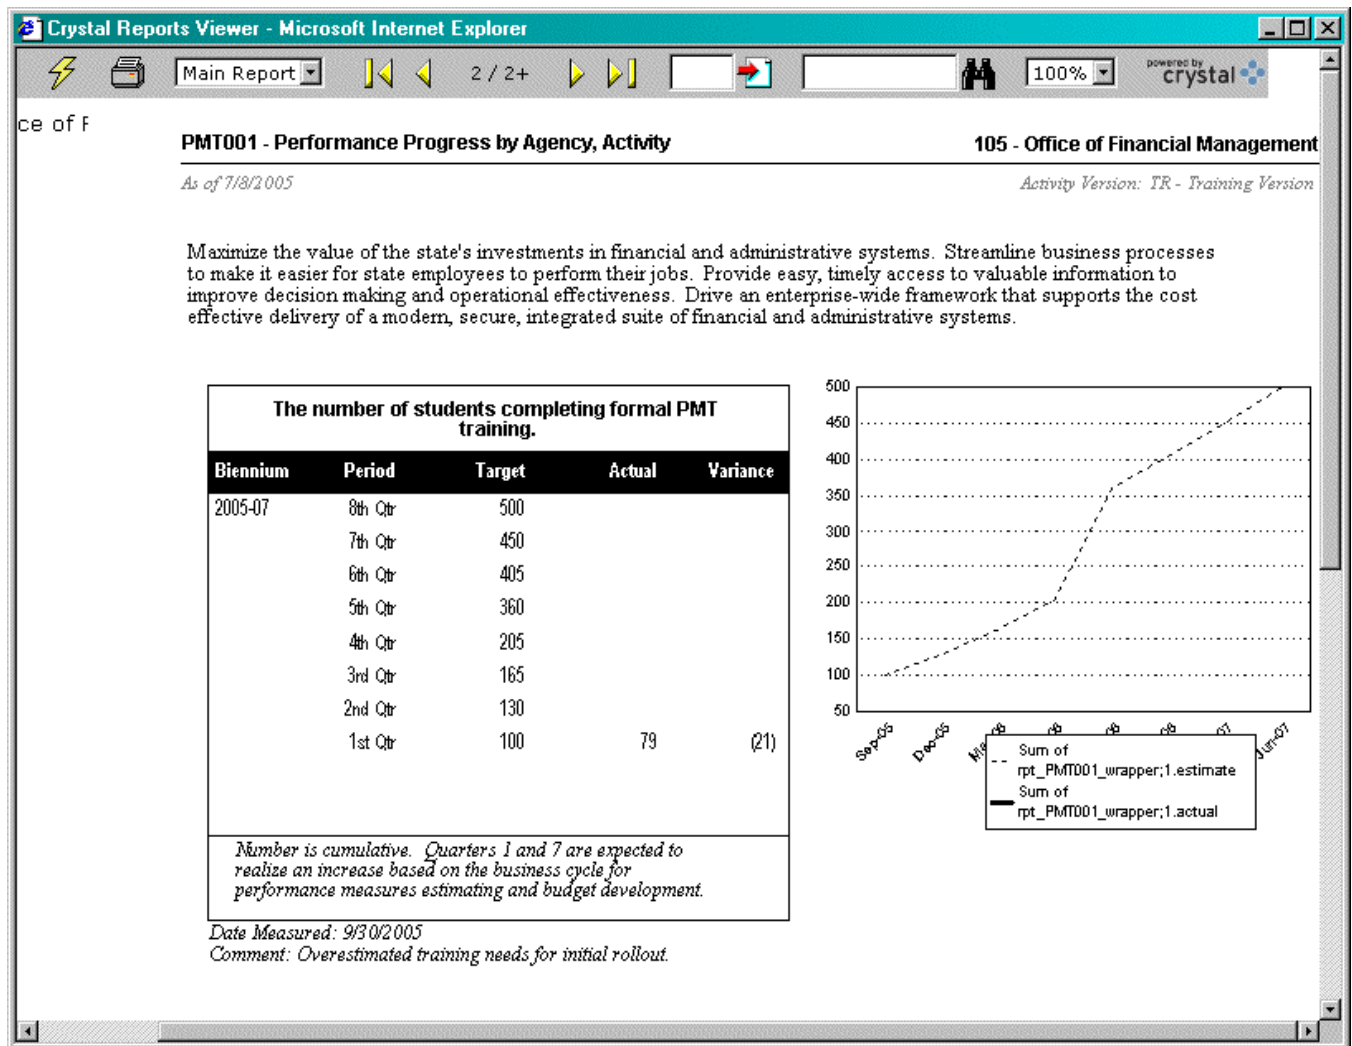 Crystal Reports Viewer - Microsoft Internet Explorer
Main Report
2 / 2+
100%
powered by
crystal
ce of F
PMT001 - Performance Progress by Agency, Activity
105 - Office of Financial Management
As of 7/8/2005
Activity Version: TR - Training Version
Maximize the value of the state's investments in financial and administrative systems. Streamline business processes
to make it easier for state employees to perform their jobs. Provide easy, timely access to valuable information to
improve decision making and operational effectiveness. Drive an enterprise-wide framework that supports the cost
effective delivery of a modern, secure, integrated suite of financial and administrative systems.
The number of students completing formal PMT
training.
Biennium Period Target Actual Variance
2005-07 8th Qtr 500
7th Qtr 450
6th Qtr 405
5th Qtr 360
4th Qtr 205
3rd Qtr 165
2nd Qtr 130
1st Qtr 100 79 (21)
Number is cumulative. Quarters 1 and 7 are expected to
realize an increase based on the business cycle for
performance measures estimating and budget development.
Date Measured: 9/30/2005
Comment: Overestimated training needs for initial rollout.
500
450
400
350
300
250
200
150
100
50
Sep-05
Dec-05
Jun-07
Sum of
rpt_PMT001_wrapper;1.estimate
Sum of
rpt_PMT001_wrapper;1.actual